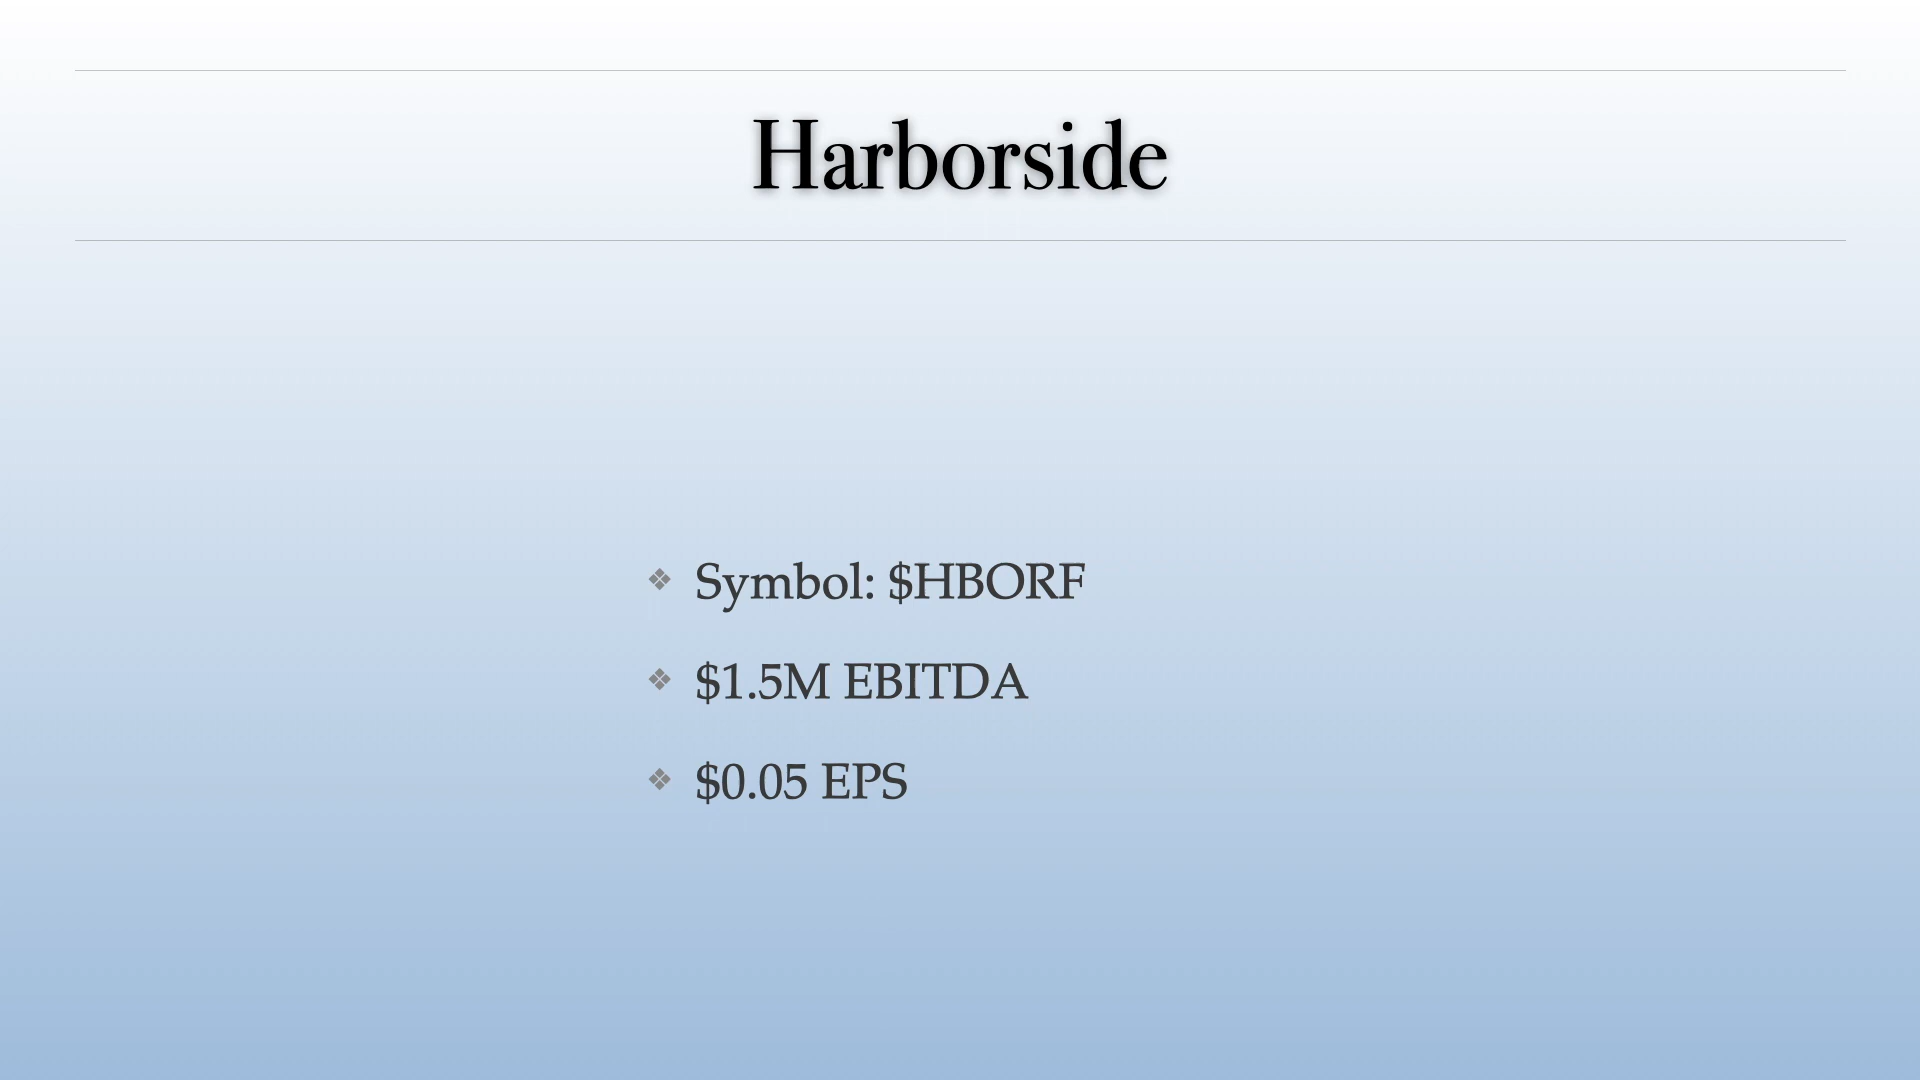 Harborside
❖ Symbol: $HBORF
❖ $1.5M EBITDA
❖ $0.05 EPS